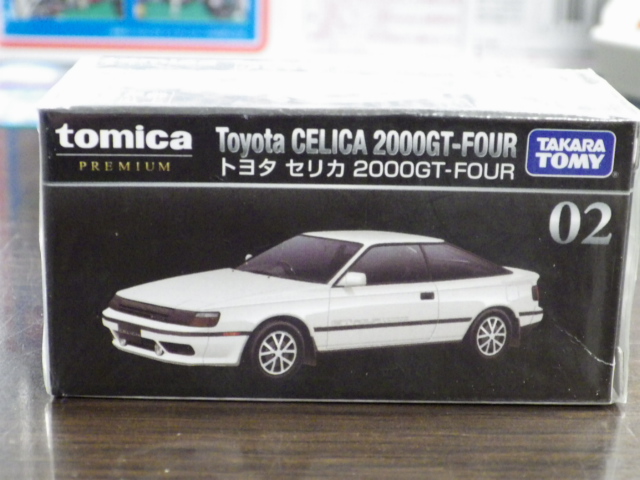 tomica
PREMIUM
Toyota CELICA 2000GT-FOUR
トヨタ セリカ 2000GT-FOUR
TAKARA
TOMY
02